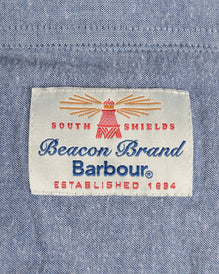 SOUTH SHIELDS
Beacon Brand
Barbour®
ESTABLISHED 1894